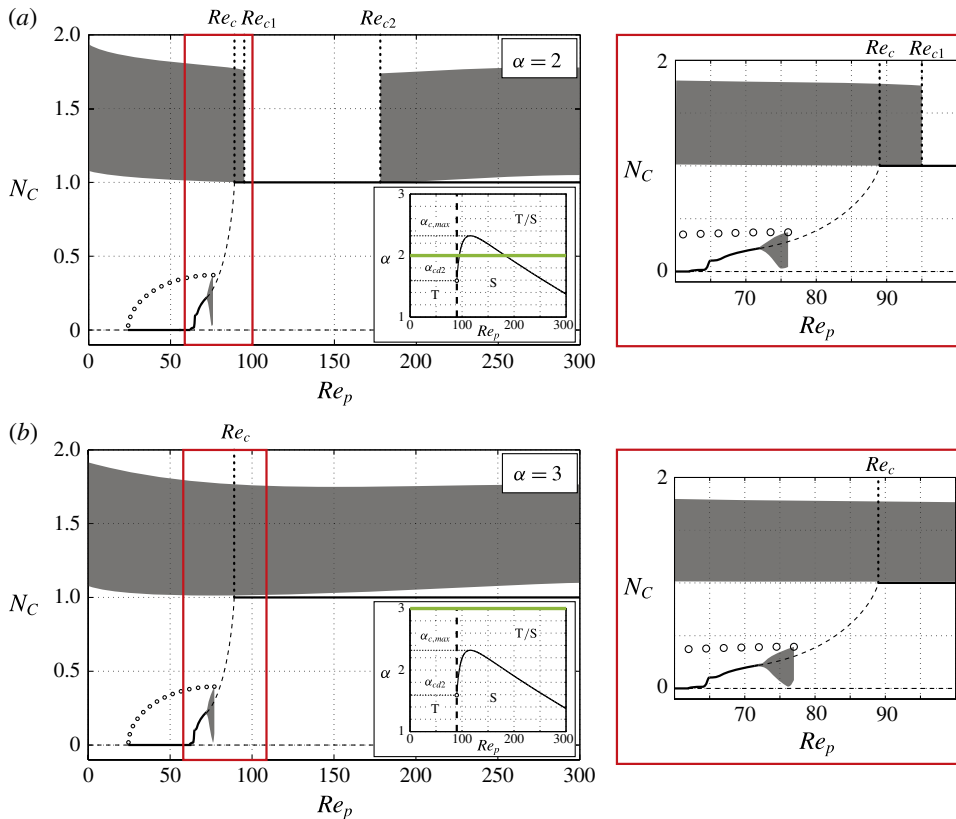 (a)
Re_c Re_c1 Re_c2
2.0
1.5
1.0
0.5
0
N_C
α = 2
0 50 100 150 200 250 300
Re_p
3
2
1
α
α_c,max
α_cd2
T/S
T
S
0 100 200 300
Re_p
Re_c Re_c1
2
1
0
N_C
70 80 90
Re_p
(b)
Re_c
2.0
1.5
1.0
0.5
0
N_C
α = 3
0 50 100 150 200 250 300
Re_p
3
2
1
α
α_c,max
α_cd2
T/S
T
S
0 100 200 300
Re_p
Re_c
2
1
0
N_C
70 80 90
Re_p